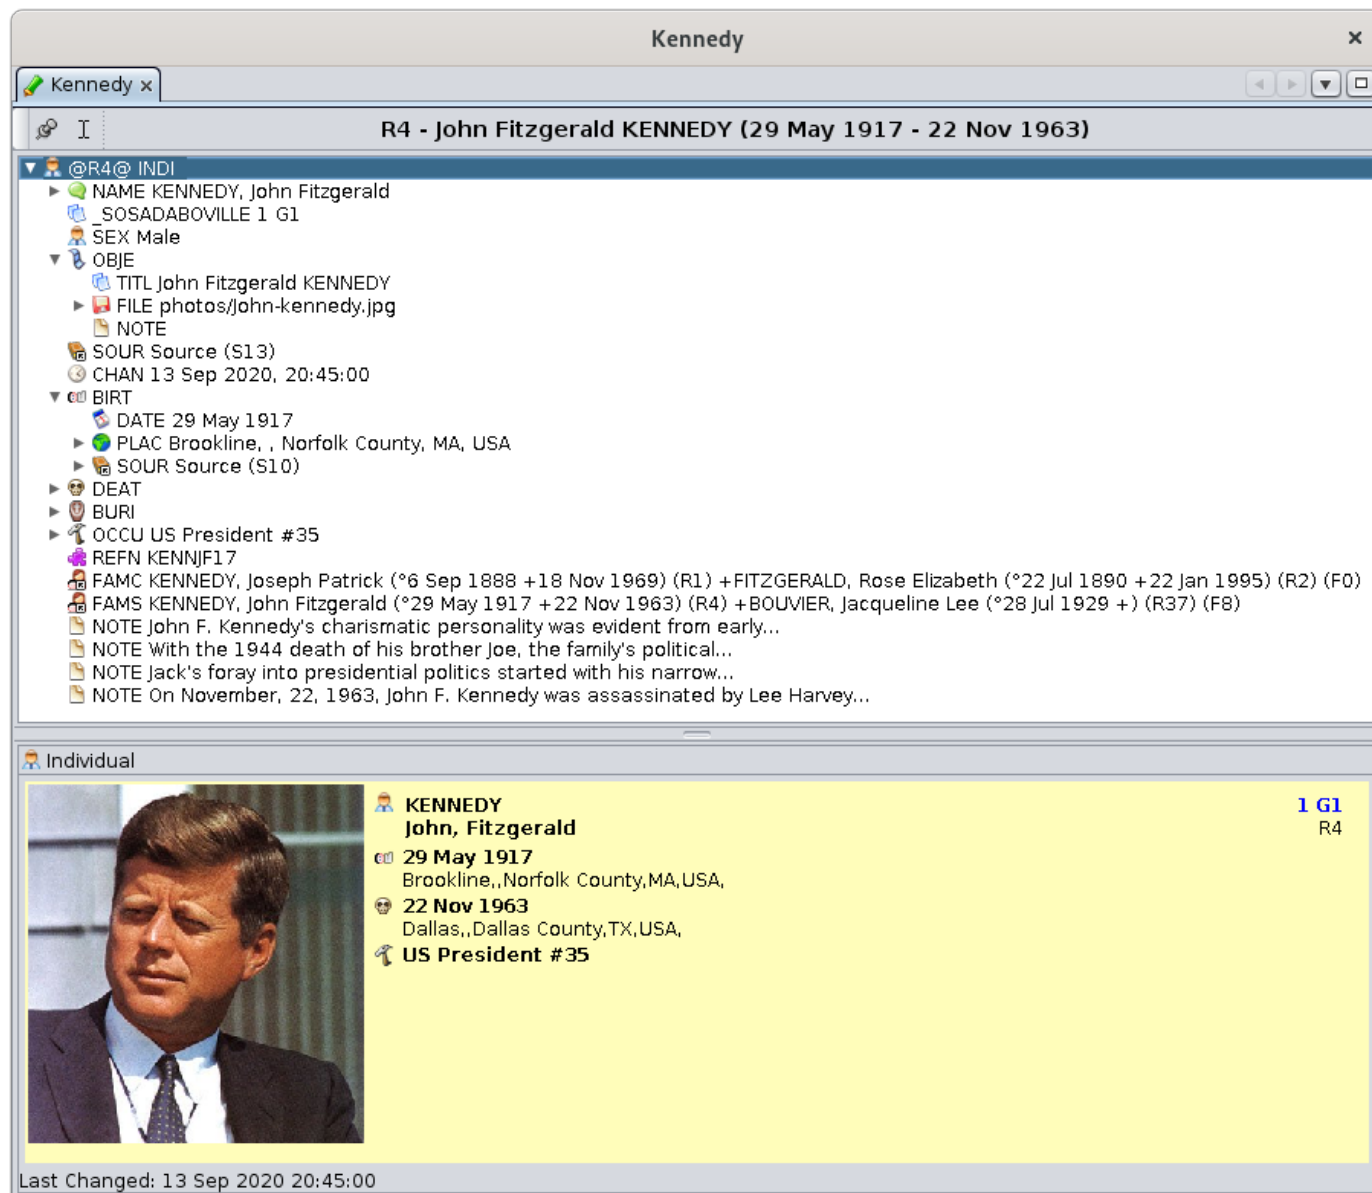 Kennedy
Kennedy
R4 - John Fitzgerald KENNEDY (29 May 1917 - 22 Nov 1963)
@R4@ INDI
NAME KENNEDY, John Fitzgerald
_SOSADABOVILLE 1 G1
SEX Male
OBJE
TITL John Fitzgerald KENNEDY
FILE photos/John-kennedy.jpg
NOTE
SOUR Source (S13)
CHAN 13 Sep 2020, 20:45:00
BIRT
DATE 29 May 1917
PLAC Brookline, , Norfolk County, MA, USA
SOUR Source (S10)
DEAT
BURI
OCCU US President #35
REFN KENNJF17
FAMC KENNEDY, Joseph Patrick (°6 Sep 1888 +18 Nov 1969) (R1) +FITZGERALD, Rose Elizabeth (°22 Jul 1890 +22 Jan 1995) (R2) (F0)
FAMS KENNEDY, John Fitzgerald (°29 May 1917 +22 Nov 1963) (R4) +BOUVIER, Jacqueline Lee (°28 Jul 1929 +) (R37) (F8)
NOTE John F. Kennedy's charismatic personality was evident from early...
NOTE With the 1944 death of his brother Joe, the family's political...
NOTE Jack's foray into presidential politics started with his narrow...
NOTE On November, 22, 1963, John F. Kennedy was assassinated by Lee Harvey...
Individual
KENNEDY 1 G1
John, Fitzgerald R4
29 May 1917
Brookline,,Norfolk County,MA,USA,
22 Nov 1963
Dallas,,Dallas County,TX,USA,
US President #35
Last Changed: 13 Sep 2020 20:45:00